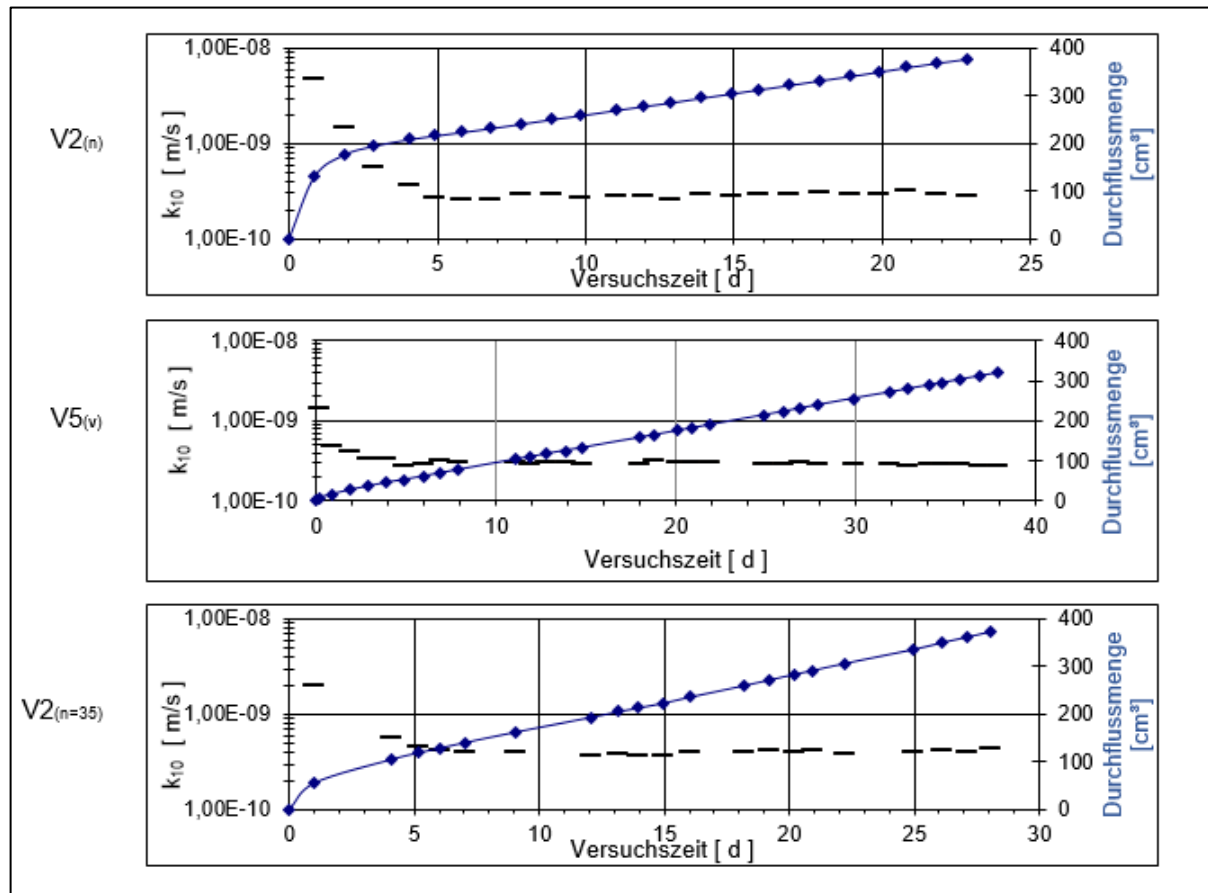 V2(n)
k10 [ m/s ]
1,00E-08
1,00E-09
1,00E-10
0 5 10 15 20 25
Versuchszeit [ d ]
400
300
200
100
0
Durchflussmenge
[cm³]
V5(v)
k10 [ m/s ]
1,00E-08
1,00E-09
1,00E-10
0 10 20 30 40
Versuchszeit [ d ]
400
300
200
100
0
Durchflussmenge
[cm³]
V2(n=35)
k10 [ m/s ]
1,00E-08
1,00E-09
1,00E-10
0 5 10 15 20 25 30
Versuchszeit [ d ]
400
300
200
100
0
Durchflussmenge
[cm³]